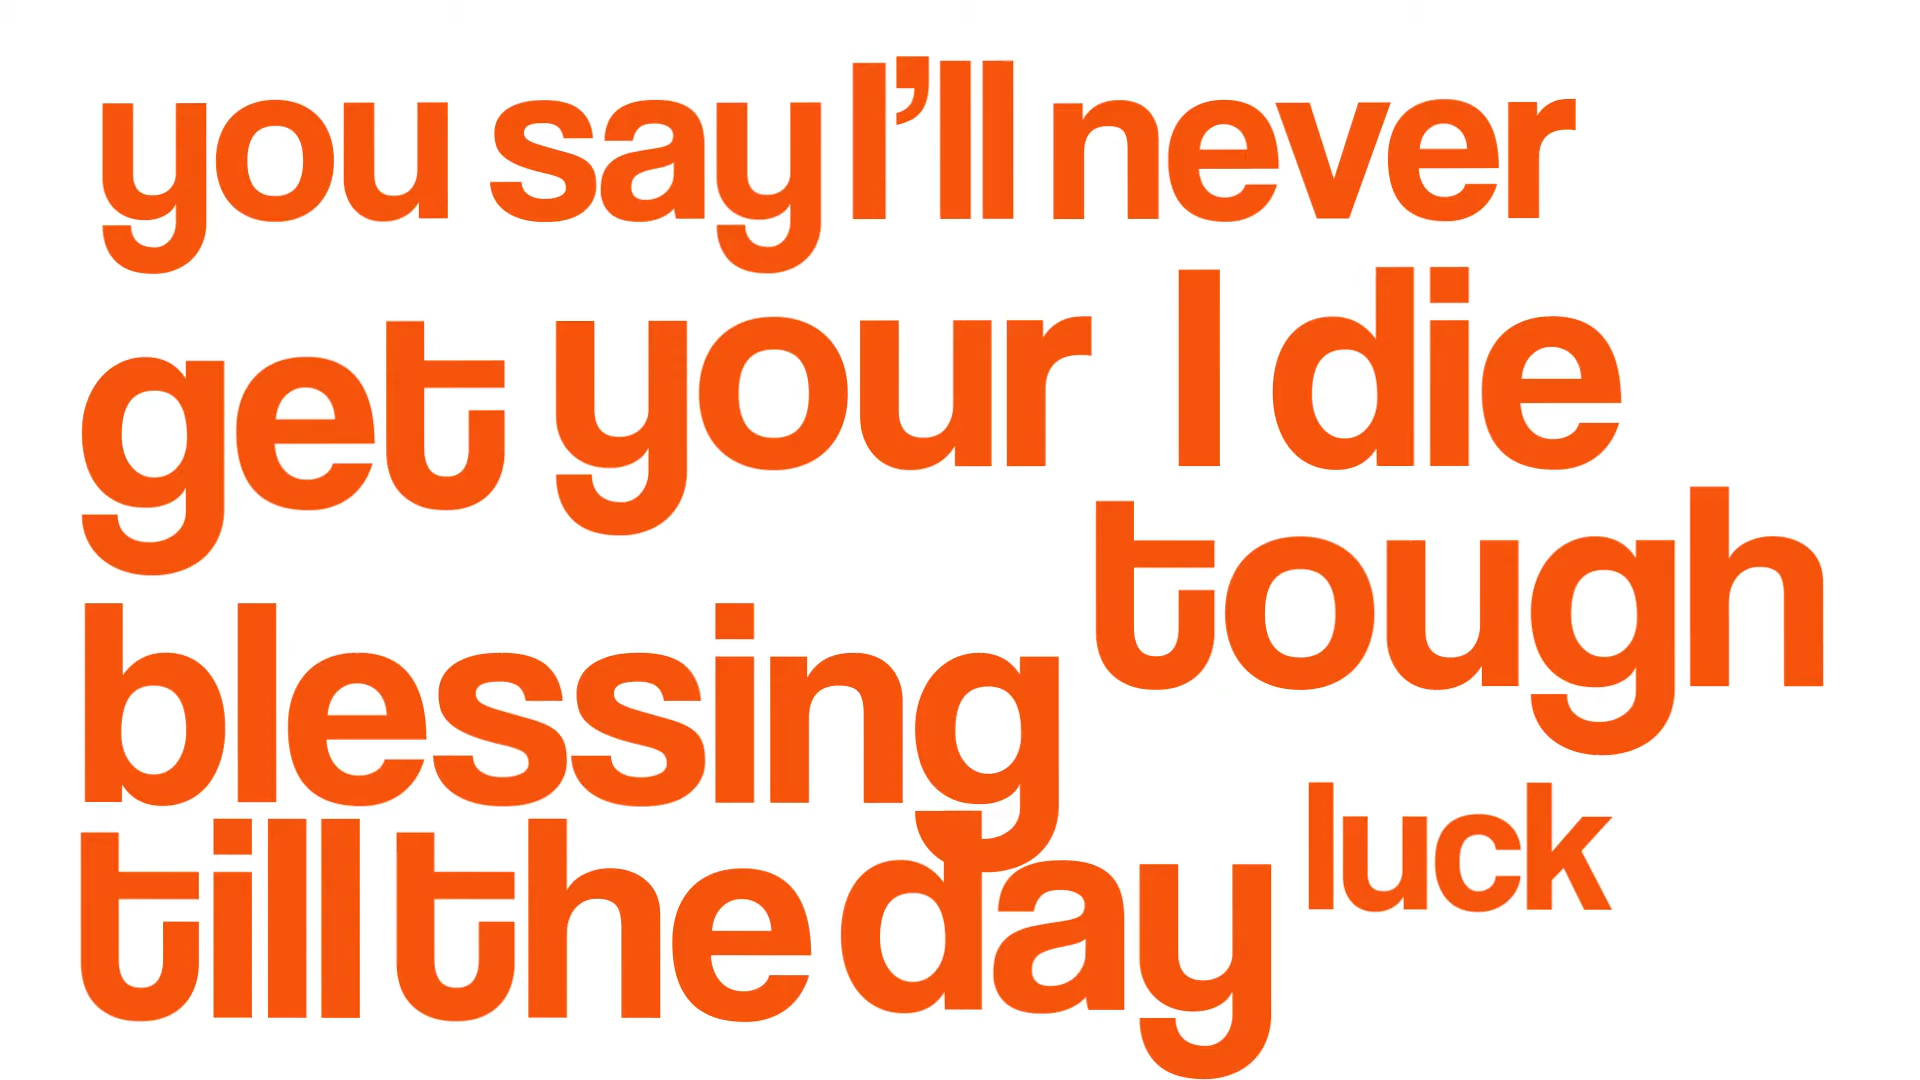 you say I’ll never
get your
blessing
till the day
I die
tough
luck